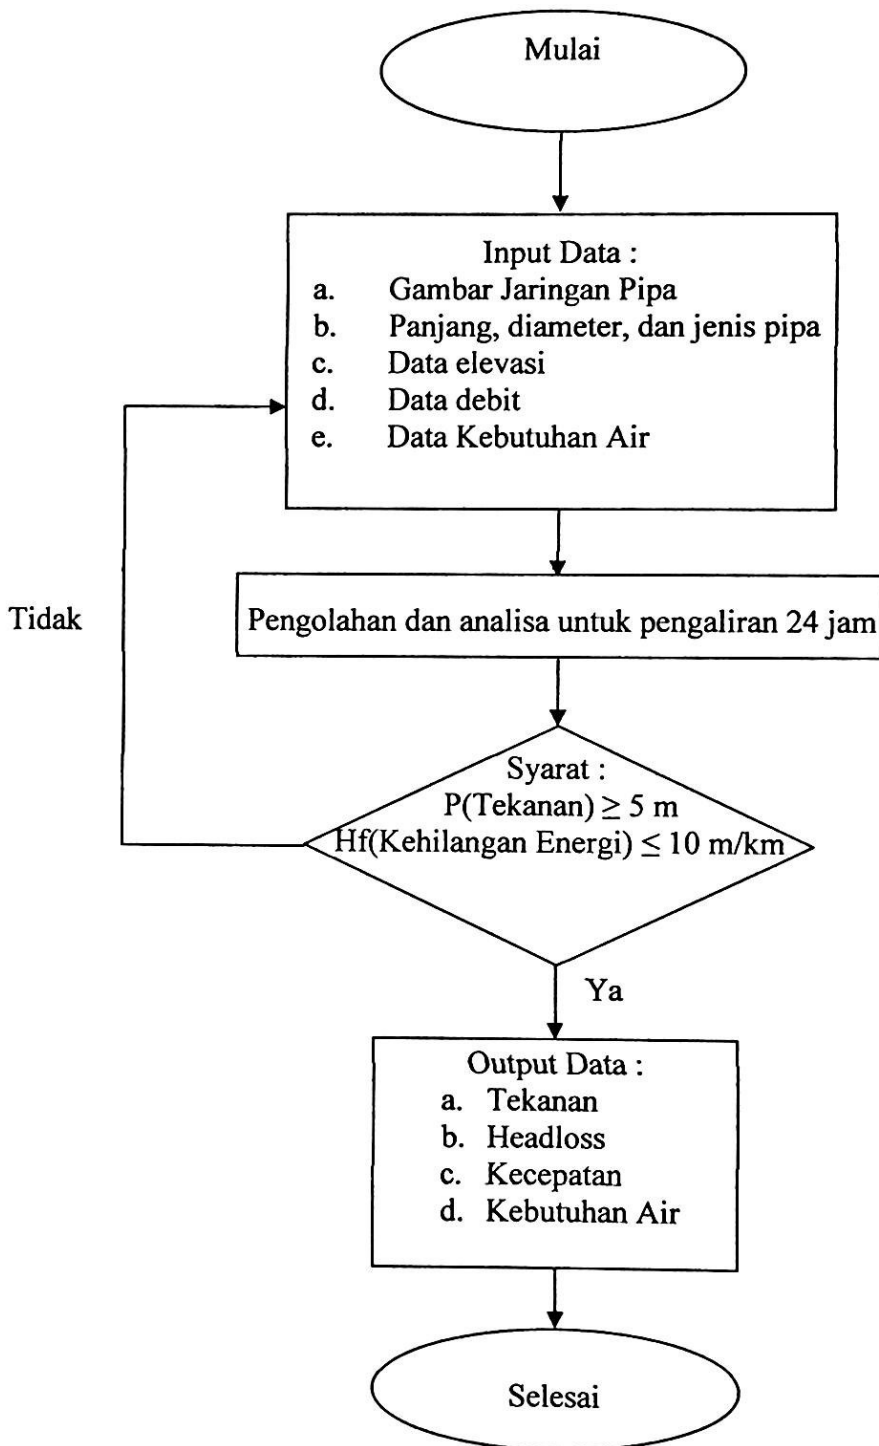 Mulai
Input Data :
a. Gambar Jaringan Pipa
b. Panjang, diameter, dan jenis pipa
c. Data elevasi
d. Data debit
e. Data Kebutuhan Air
Tidak
Pengolahan dan analisa untuk pengaliran 24 jam
Syarat :
P(Tekanan) ≥ 5 m
Hf(Kehilangan Energi) ≤ 10 m/km
Ya
Output Data :
a. Tekanan
b. Headloss
c. Kecepatan
d. Kebutuhan Air
Selesai